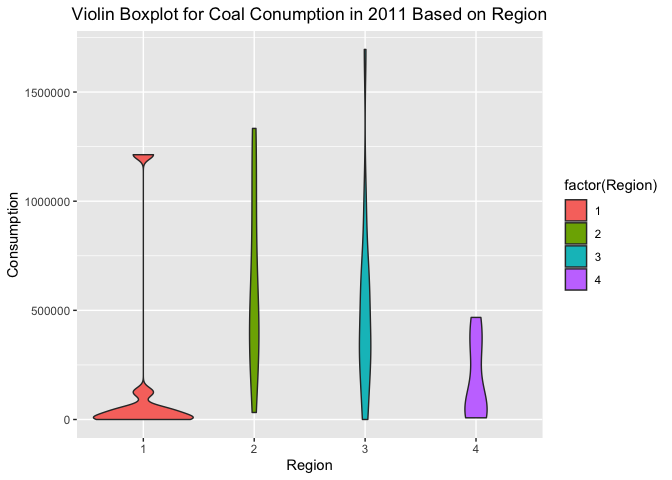 Violin Boxplot for Coal Conumption in 2011 Based on Region
1500000
1000000
500000
0
Consumption
1 2 3 4
Region
factor(Region)
1
2
3
4